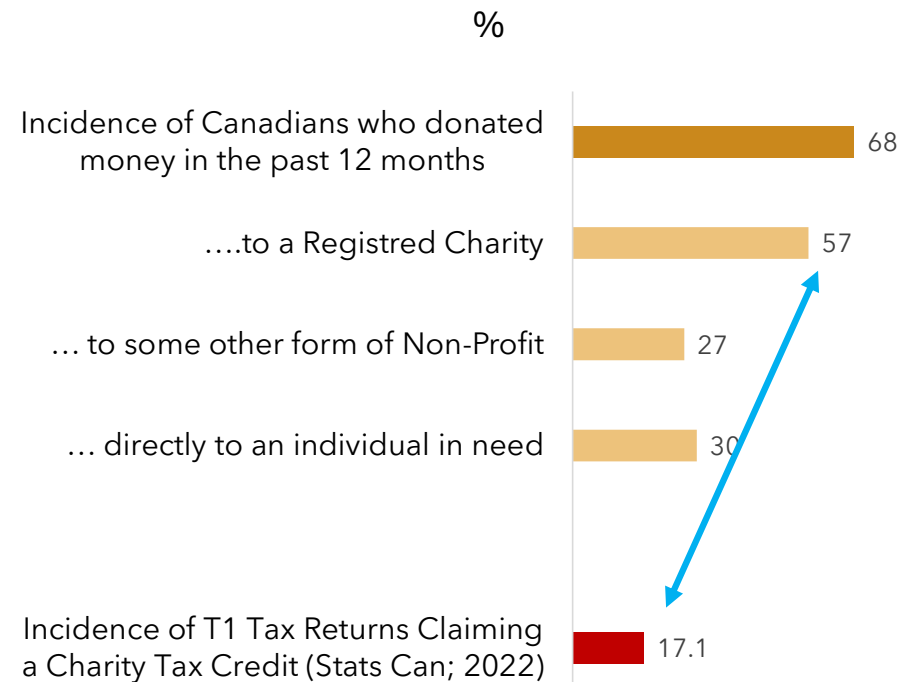 %
Incidence of Canadians who donated
money in the past 12 months
68
….to a Registred Charity
57
… to some other form of Non-Profit
27
… directly to an individual in need
30
Incidence of T1 Tax Returns Claiming
a Charity Tax Credit (Stats Can; 2022)
17.1